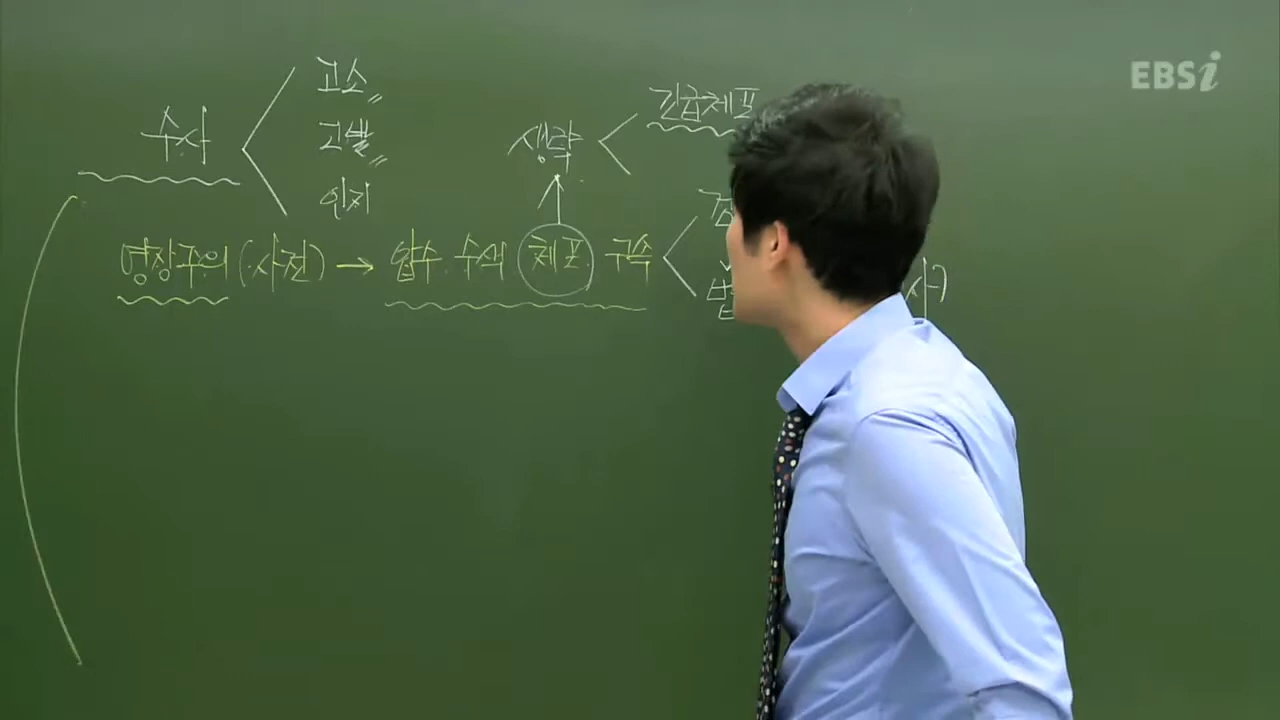 EBSi
고소
수사
고발
인지
생략
긴급체포
영장주의 (사전) → 압수 수색 체포 구속